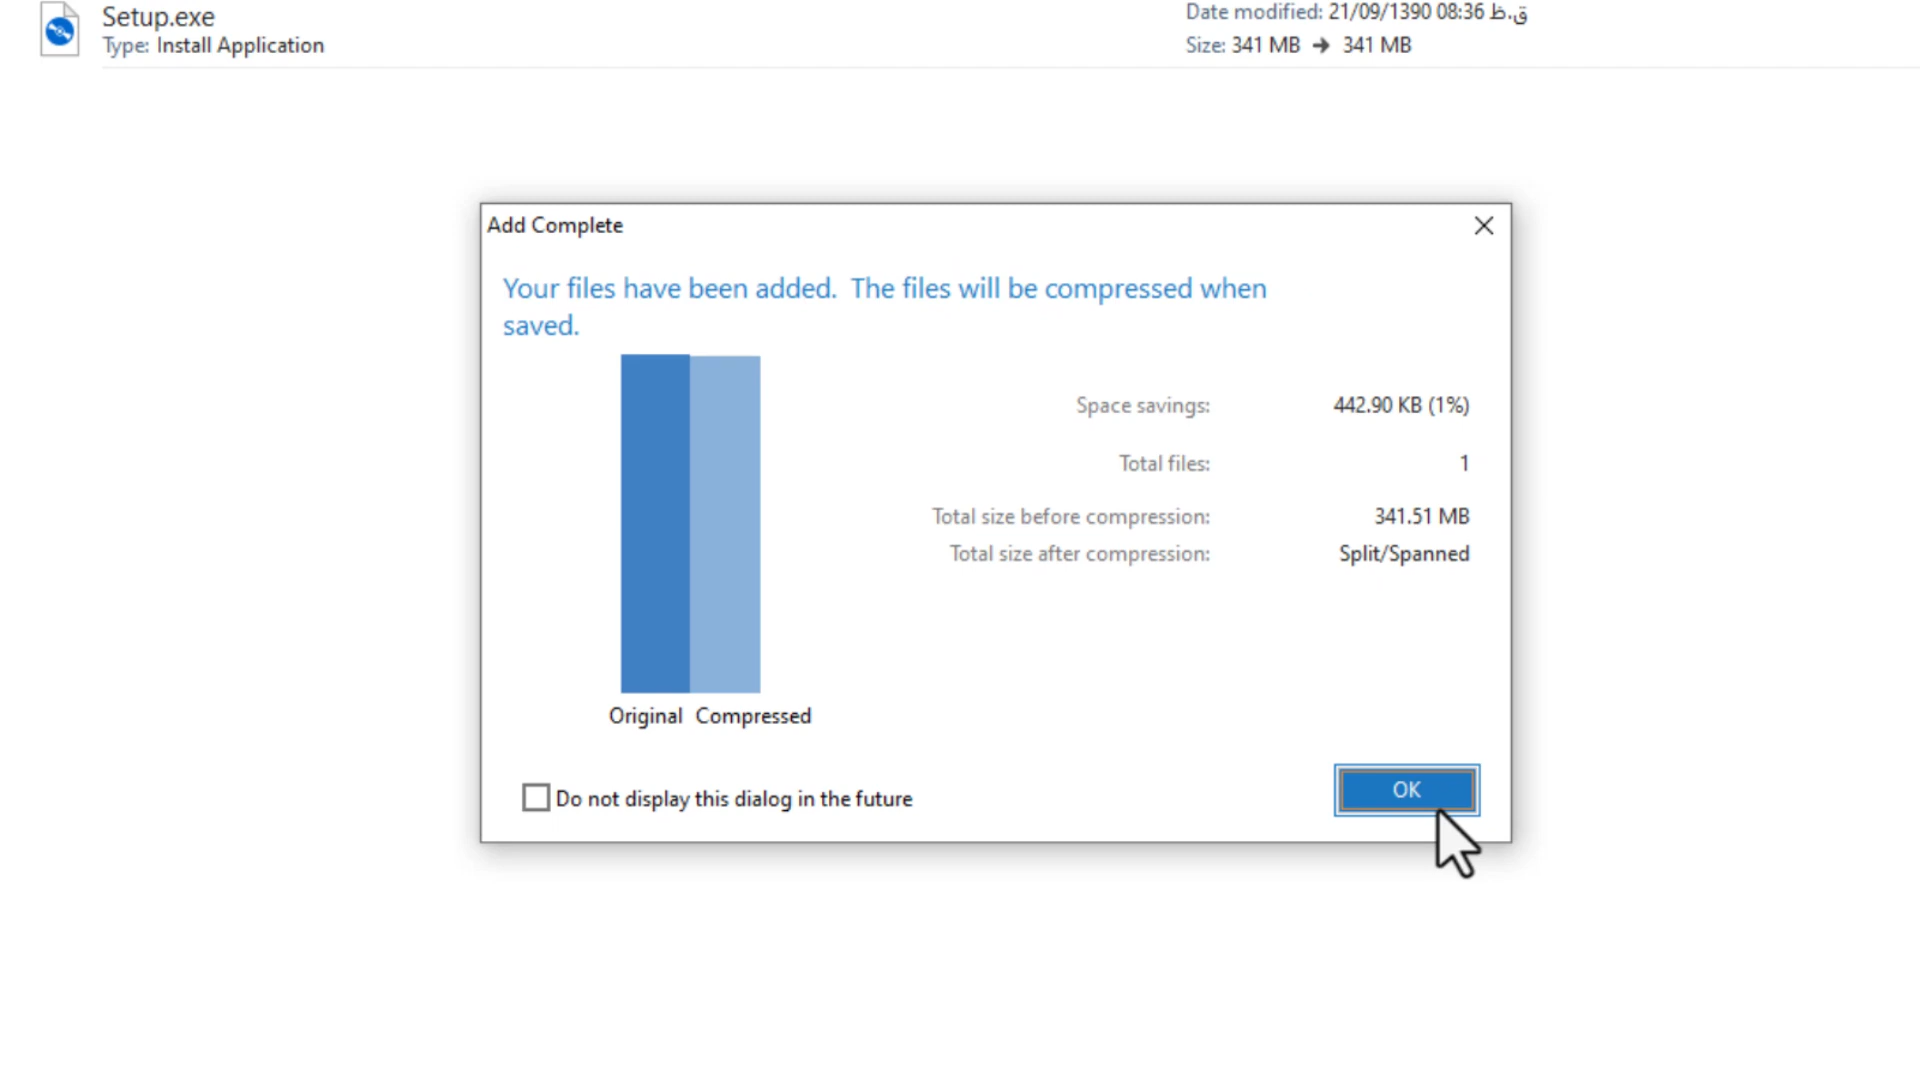 Setup.exe
Type: Install Application
Date modified: 21/09/1390 08:36 ق.ظ
Size: 341 MB → 341 MB
Add Complete
Your files have been added. The files will be compressed when
saved.
Space savings: 442.90 KB (1%)
Total files: 1
Total size before compression: 341.51 MB
Total size after compression: Split/Spanned
Original Compressed
Do not display this dialog in the future
OK